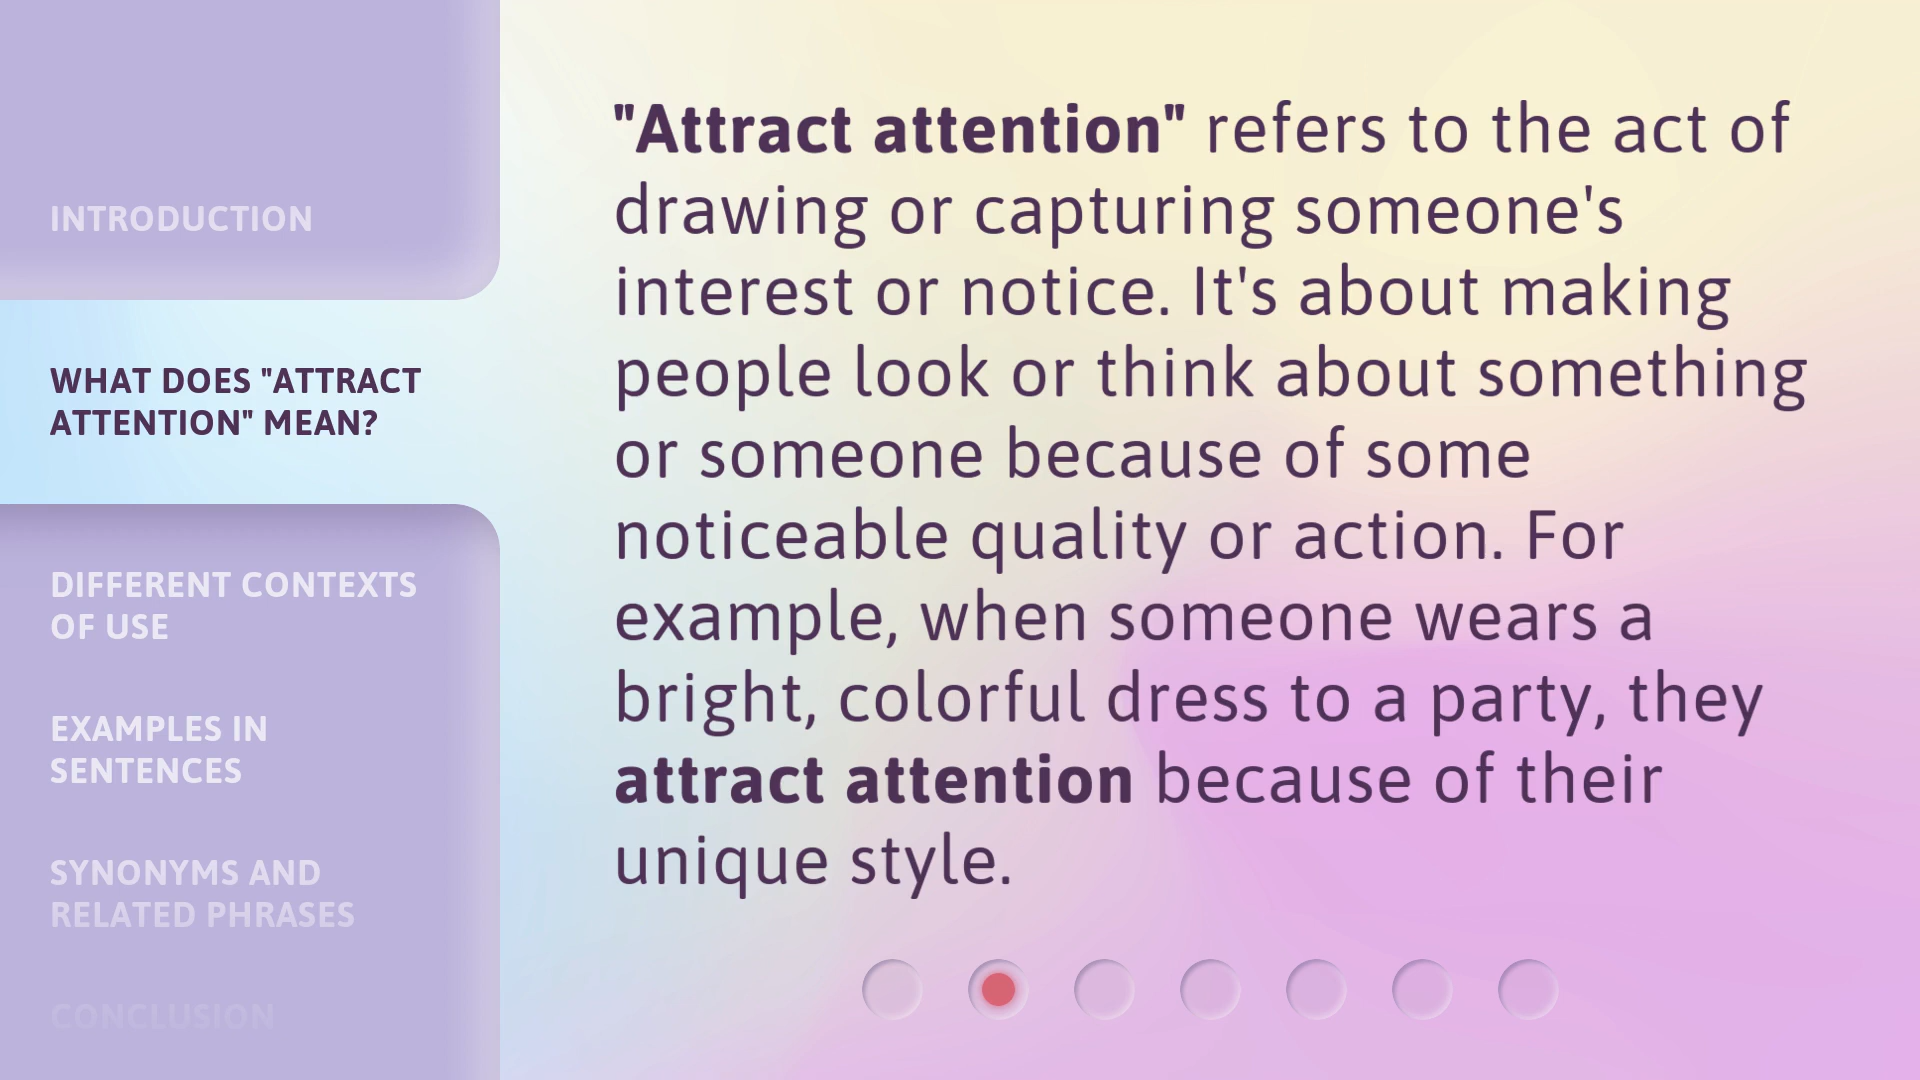 INTRODUCTION
WHAT DOES "ATTRACT
ATTENTION" MEAN?
DIFFERENT CONTEXTS
OF USE
EXAMPLES IN
SENTENCES
SYNONYMS AND
RELATED PHRASES
CONCLUSION
"Attract attention" refers to the act of
drawing or capturing someone's
interest or notice. It's about making
people look or think about something
or someone because of some
noticeable quality or action. For
example, when someone wears a
bright, colorful dress to a party, they
attract attention because of their
unique style.